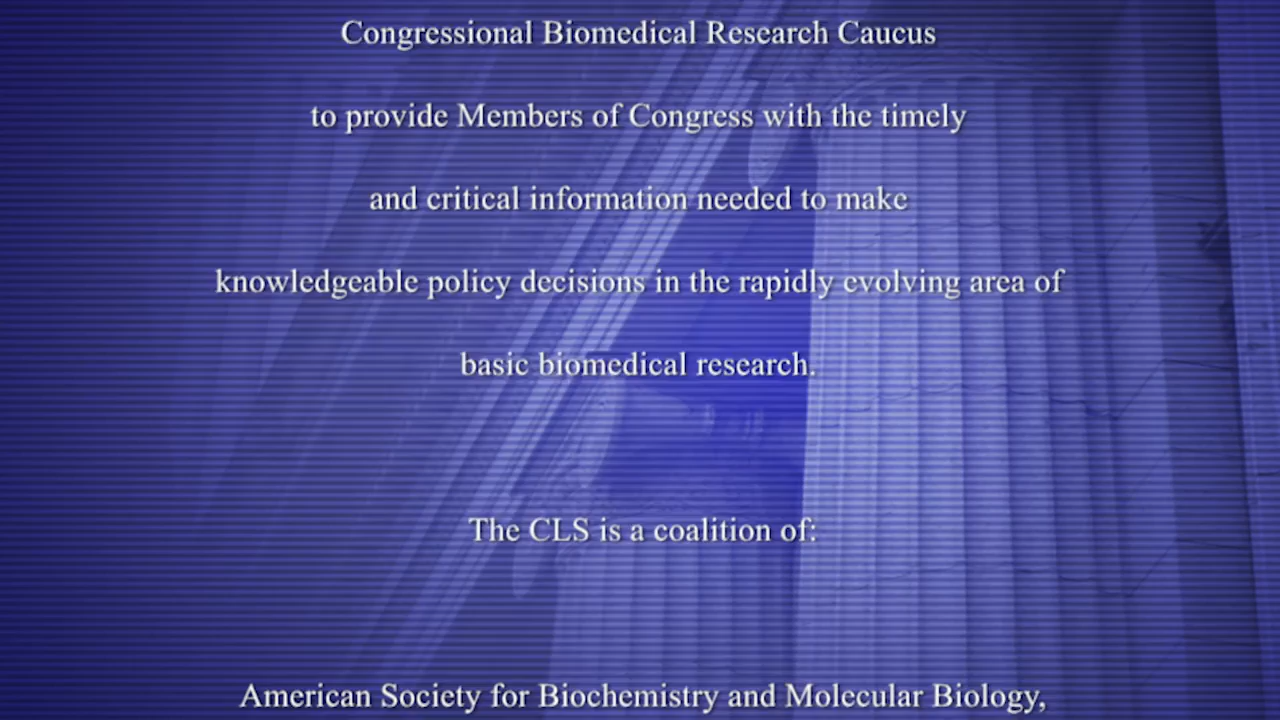 Congressional Biomedical Research Caucus
to provide Members of Congress with the timely
and critical information needed to make
knowledgeable policy decisions in the rapidly evolving area of
basic biomedical research.
The CLS is a coalition of:
American Society for Biochemistry and Molecular Biology,